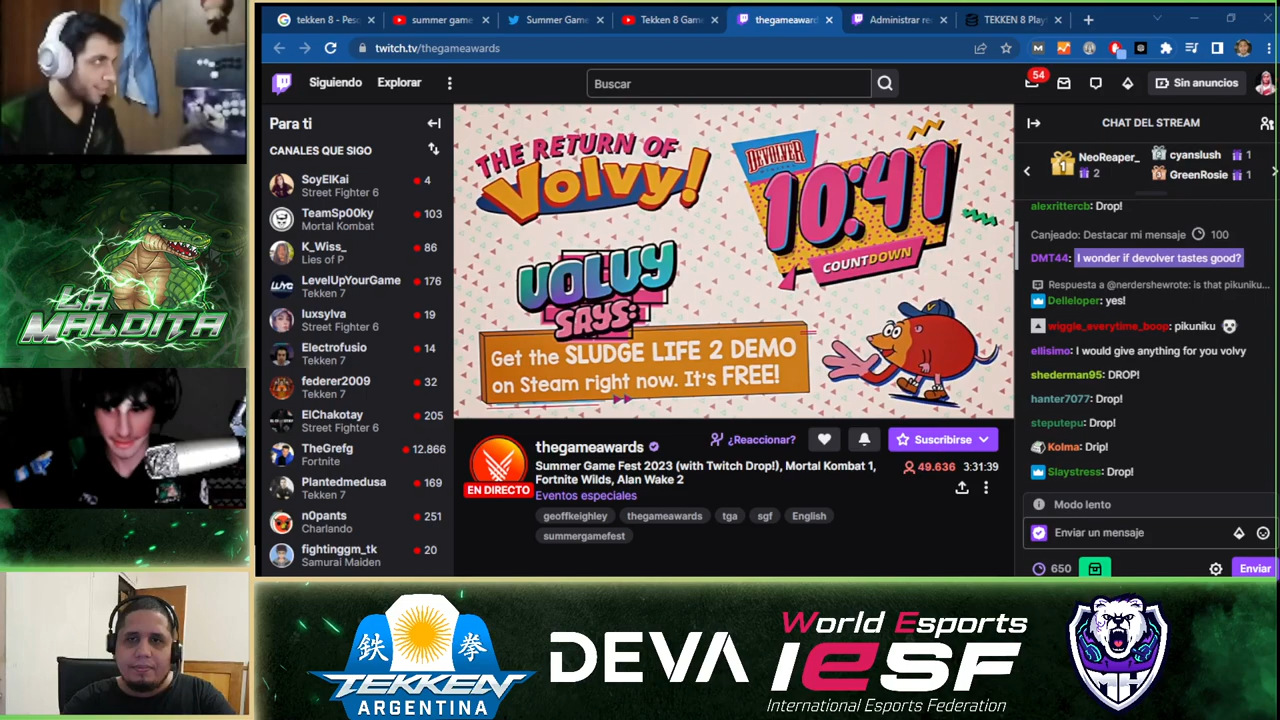 tekken 8 - Pes
summer game
Summer Game
Tekken 8 Game
thegameaward
Administrar re
TEKKEN 8 Play
twitch.tv/thegameawards
Siguiendo
Explorar
Buscar
54
Sin anuncios
Para ti
CANALES QUE SIGO
SoyElKai
4
Street Fighter 6
TeamSp00ky
103
Mortal Kombat
K_Wiss_
86
Lies of P
LevelUpYourGame
176
Tekken 7
luxsylva
19
Street Fighter 6
Electrofusio
14
Tekken 7
federer2009
32
Tekken 7
ElChakotay
205
Street Fighter 6
TheGrefg
12.866
Fortnite
Plantedmedusa
169
Tekken 7
n0pants
251
Charlando
fightinggm_tk
20
Samurai Maiden
THE RETURN OF
Volvy!
DEVOLVER
10:41
COUNTDOWN
VOLVY
SAYS:
Get the SLUDGE LIFE 2 DEMO
on Steam right now. It's FREE!
EN DIRECTO
thegameawards
¿Reaccionar?
Suscribirse
Summer Game Fest 2023 (with Twitch Drop!), Mortal Kombat 1,
Fortnite Wilds, Alan Wake 2
49.636
3:31:39
Eventos especiales
geoffkeighley
thegameawards
tga
sgf
English
summergamefest
CHAT DEL STREAM
1
NeoReaper_
2
cyanslush
1
GreenRosie
1
alexrittercb: Drop!
Canjeado: Destacar mi mensaje 100
DMT44: I wonder if devolver tastes good?
Respuesta a @nerdershewrote: is that pikuniku...
Delleloper: yes!
wiggle_everytime_boop: pikuniku
ellisimo: I would give anything for you volvy
shederman95: DROP!
hanter7077: Drop!
steputepu: Drop!
Kolma: Drip!
Slaystress: Drop!
Modo lento
Enviar un mensaje
650
Enviar
LA
MALDITA
鉄 拳
TEKKEN
ARGENTINA
DEVA
World Esports
IeSF
International Esports Federation
MH